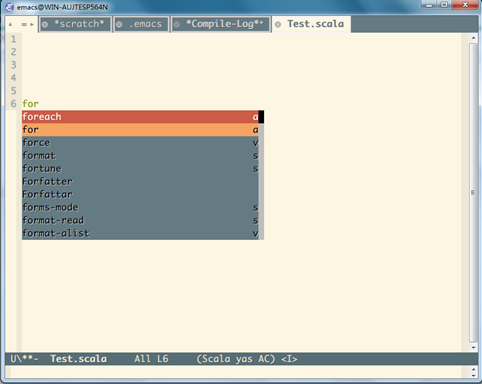 emacs@WIN-AUJTESP564N
*scratch* .emacs *Compile-Log* Test.scala
1
2
3
4
5
6 for
foreach a
for a
force v
format s
fortune s
Forfatter
Forfattar
forms-mode s
format-read s
format-alist v
U\**- Test.scala All L6 (Scala yas AC) <I>